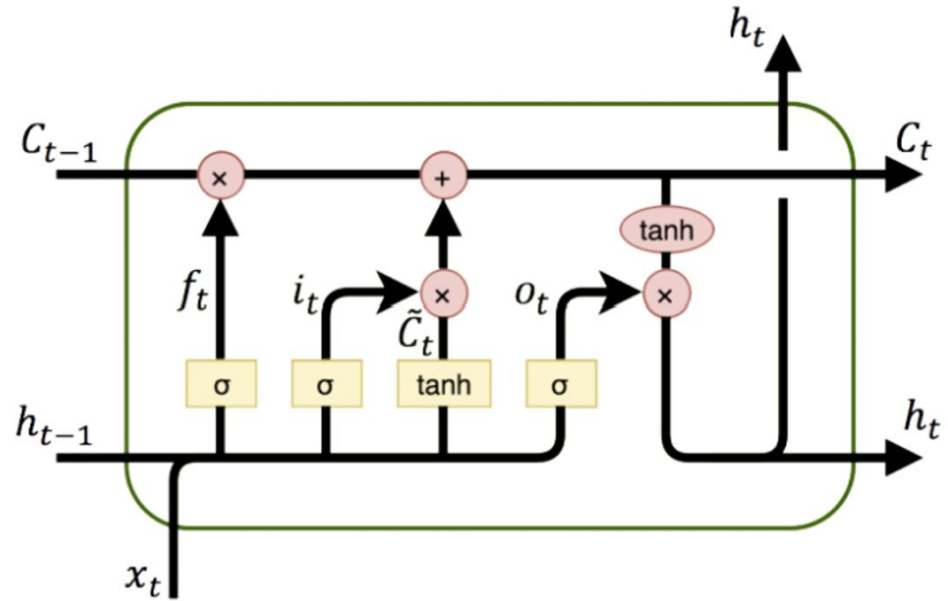 h_t
C_{t-1}
C_t
×
+
tanh
f_t
i_t
×
o_t
×
C̃_t
σ
σ
tanh
σ
h_{t-1}
h_t
x_t